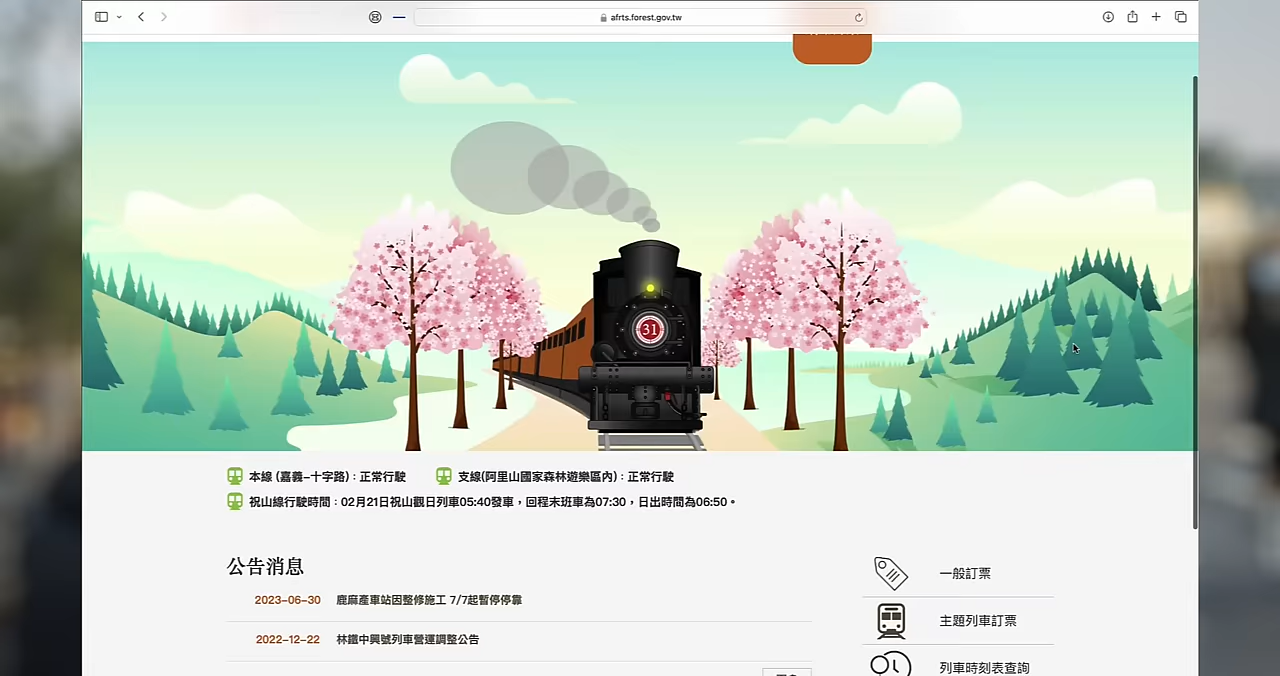 afrts.forest.gov.tw
31
本線 (嘉義-十字路) : 正常行駛 支線(阿里山國家森林遊樂區內) : 正常行駛
祝山線行駛時間：02月21日祝山觀日列車05:40發車，回程末班車為07:30，日出時間為06:50。
公告消息
2023-06-30 鹿麻產車站因整修施工 7/7起暫停停靠
2022-12-22 林鐵中興號列車營運調整公告
一般訂票
主題列車訂票
列車時刻表查詢